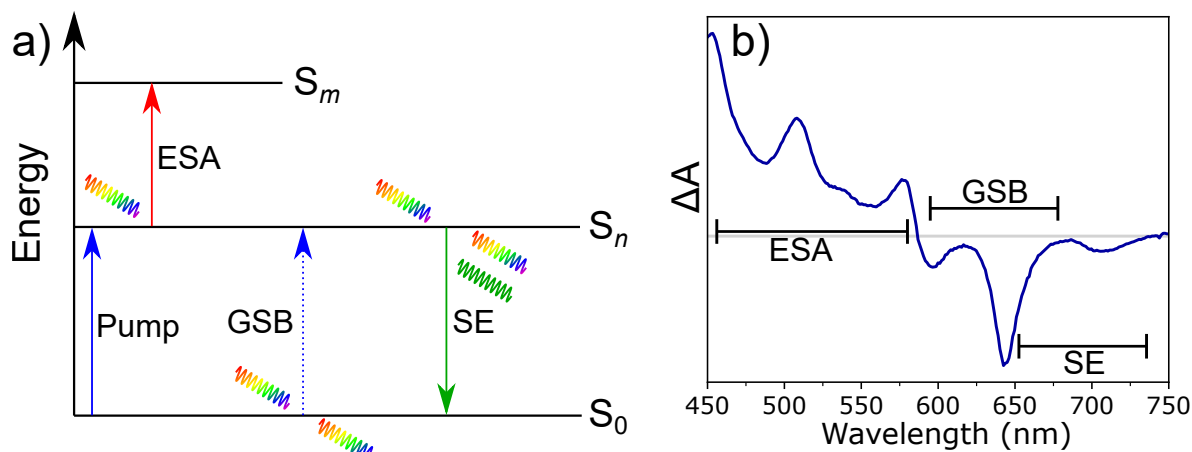 a)
Energy
S_m
ESA
S_n
Pump
GSB
SE
S_0
b)
ΔA
GSB
ESA
SE
450 500 550 600 650 700 750
Wavelength (nm)